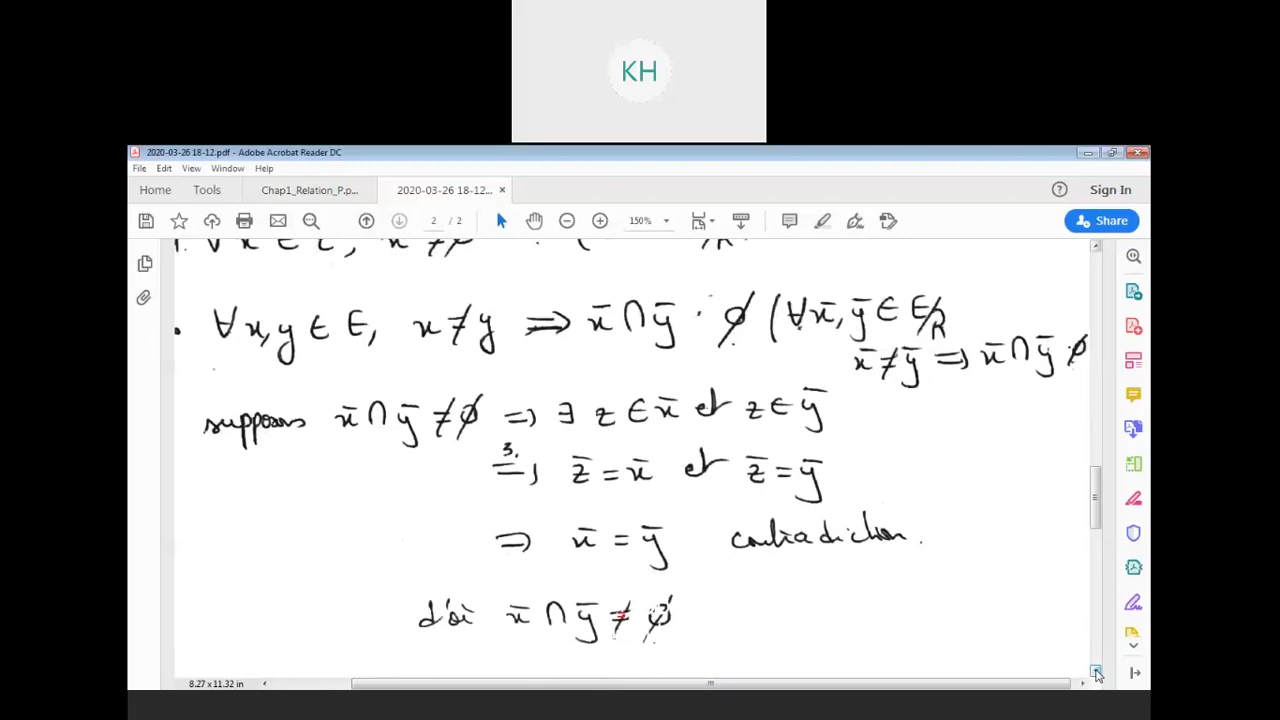 KH
2020-03-26 18-12.pdf - Adobe Acrobat Reader DC
File Edit View Window Help
Home Tools Chap1_Relation_P.p... 2020-03-26 18-12... × Sign In
2 / 2 150% Share
∀x, y ∈ E, x ≠ y ⟹ x̄ ∩ ȳ ∅ (∀x̄, ȳ ∈ E/R
x̄ ≠ ȳ ⟹ x̄ ∩ ȳ ∅
supposons x̄ ∩ ȳ ≠ ∅ ⟹ ∃ z ∈ x̄ et z ∈ ȳ
3. ⟹ z̄ = x̄ et z̄ = ȳ
⟹ x̄ = ȳ contradiction.
d'où x̄ ∩ ȳ ≠ ∅
8.27 x 11.32 in